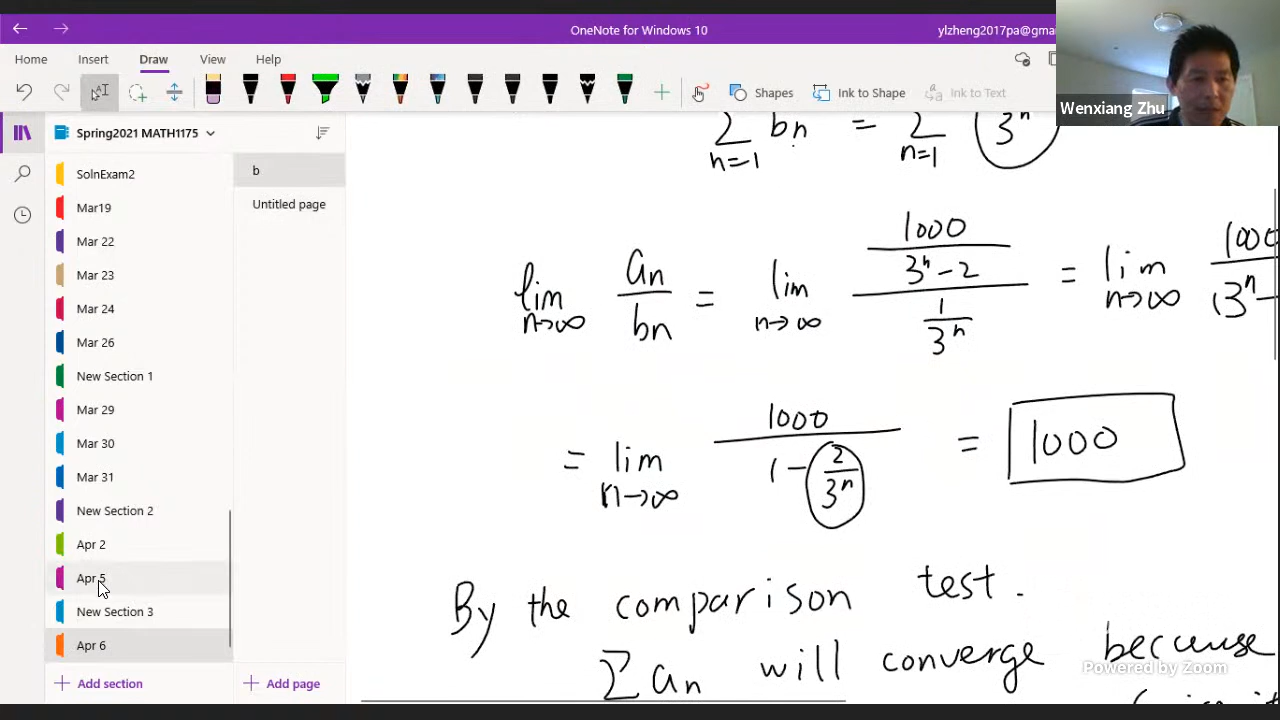 OneNote for Windows 10
ylzheng2017pa@gma
Home Insert Draw View Help
Shapes Ink to Shape Ink to Text
Wenxiang Zhu
Spring2021 MATH1175
SolnExam2
Mar19
Mar 22
Mar 23
Mar 24
Mar 26
New Section 1
Mar 29
Mar 30
Mar 31
New Section 2
Apr 2
Apr 5
New Section 3
Apr 6
Add section
b
Untitled page
Add page
∑ n=1 bn = ∑ n=1 3^n
lim n→∞ an/bn = lim n→∞ (1000/(3^n-2))/(1/3^n) = lim n→∞ 1000 (3^n-
= lim n→∞ 1000/(1-2/3^n) = 1000
By the comparison test.
∑ an will converge because
Powered by Zoom